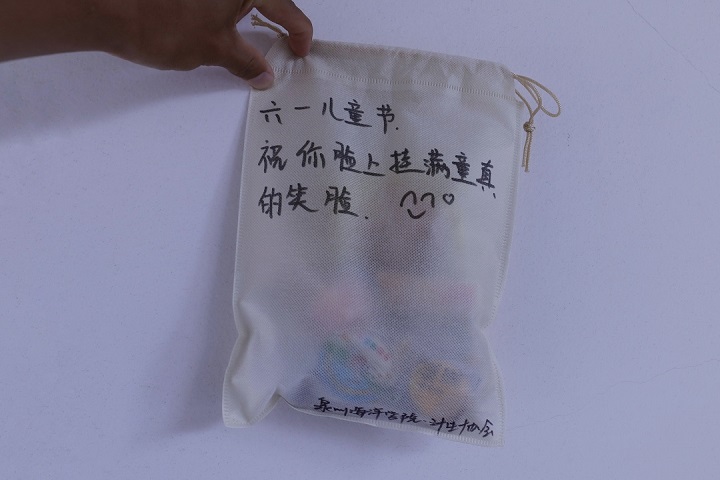 六一儿童节.
祝你脸上挂满童真
的笑脸.
泉州海洋学院.计生协会